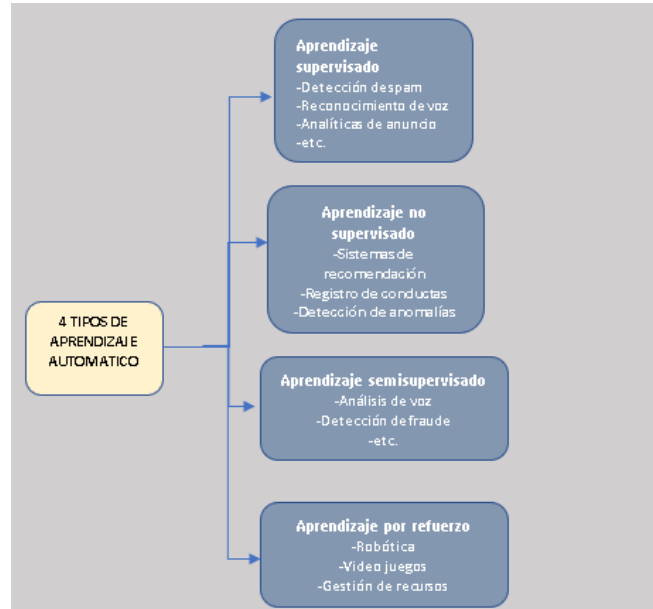 Aprendizaje
supervisado
-Detección de spam
-Reconocimiento de voz
-Analíticas de anuncio
-etc.
Aprendizaje no
supervisado
-Sistemas de
recomendación
-Registro de conductas
-Detección de anomalías
4 TIPOS DE
APRENDIZAJE
AUTOMATICO
Aprendizaje semisupervisado
-Análisis de voz
-Detección de fraude
-etc.
Aprendizaje por refuerzo
-Robótica
-Video juegos
-Gestión de recursos